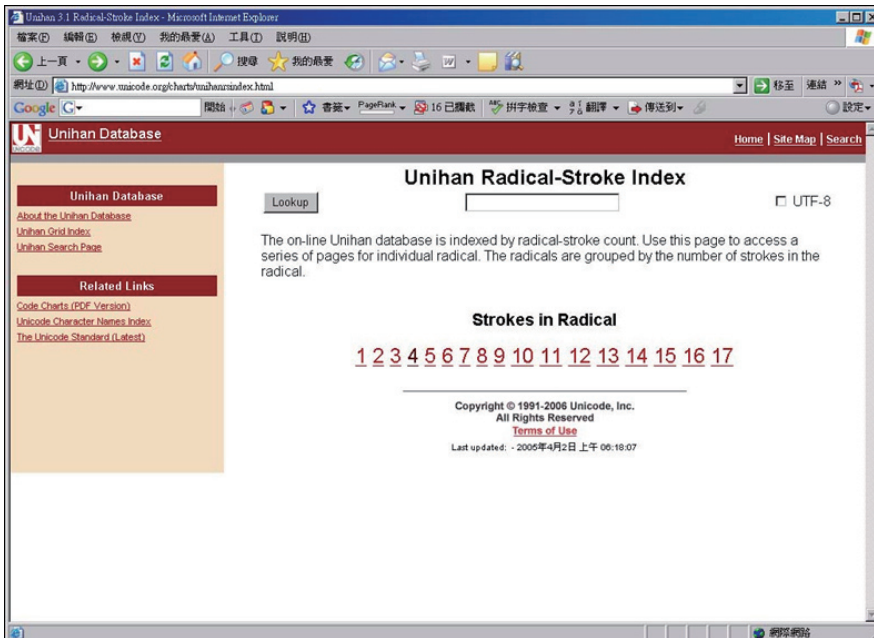 Unihan 3.1 Radical-Stroke Index - Microsoft Internet Explorer
檔案(F) 編輯(E) 檢視(V) 我的最愛(A) 工具(T) 說明(H)
上一頁 搜尋 我的最愛
網址(D) http://www.unicode.org/charts/unihanrsindex.html 移至 連結 »
Google G 開始 書籤 PageRank 16 已攔截 ABC 拼字檢查 翻譯 傳送到 設定
UNICODE Unihan Database Home | Site Map | Search
Unihan Database
About the Unihan Database
Unihan Grid Index
Unihan Search Page
Related Links
Code Charts (PDF Version)
Unicode Character Names Index
The Unicode Standard (Latest)
Unihan Radical-Stroke Index
Lookup UTF-8
The on-line Unihan database is indexed by radical-stroke count. Use this page to access a
series of pages for individual radical. The radicals are grouped by the number of strokes in the
radical.
Strokes in Radical
1 2 3 4 5 6 7 8 9 10 11 12 13 14 15 16 17
Copyright © 1991-2006 Unicode, Inc.
All Rights Reserved
Terms of Use
Last updated: - 2005年4月2日 上午 06:18:07
網際網路